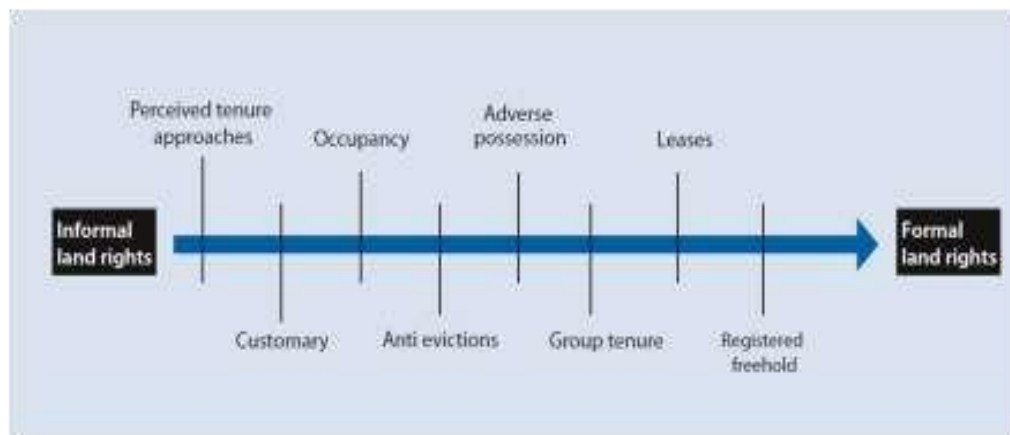 Perceived tenure
approaches
Occupancy
Adverse
possession
Leases
Informal
land rights
Formal
land rights
Customary
Anti evictions
Group tenure
Registered
freehold